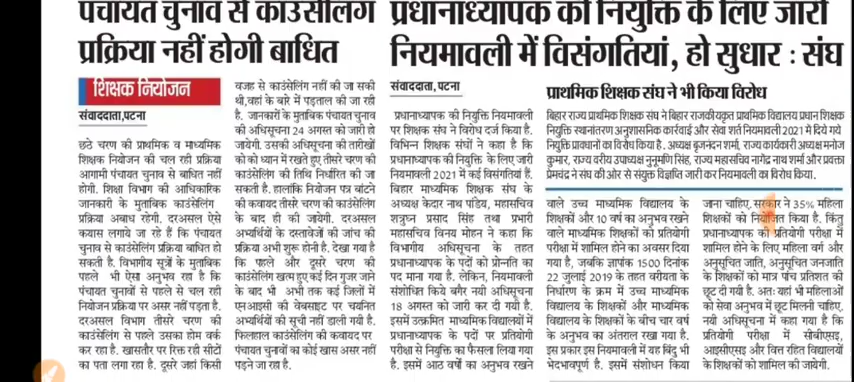 पंचायत चुनाव से काउंसेलिंग
प्रक्रिया नहीं होगी बाधित
शिक्षक नियोजन
संवाददाता,पटना
छठे चरण की प्राथमिक व माध्यमिक
शिक्षक नियोजन की चल रही प्रक्रिया
आगामी पंचायत चुनाव से बाधित नहीं
होगी. शिक्षा विभाग की आधिकारिक
जानकारी के मुताबिक काउंसेलिंग
प्रक्रिया अबाध रहेगी. दरअसल ऐसे
कयास लगाये जा रहे हैं कि पंचायत
चुनाव से काउंसेलिंग प्रक्रिया बाधित हो
सकती है. विभागीय सूत्रों के मुताबिक
पहले भी ऐसा अनुभव रहा है कि
पंचायत चुनावों से पहले से चल रही
नियोजन प्रक्रिया पर असर नहीं पड़ता है.
दरअसल विभाग तीसरे चरण की
काउंसेलिंग से पहले उसका होम वर्क
कर रहा है. खासतौर पर रिक्त रही सीटों
का पता लगा रहा है. दूसरे जहां किसी
वजह से काउंसेलिंग नहीं की जा सकी
थी,वहां के बारे में पड़ताल की जा रही
है. जानकारों के मुताबिक पंचायत चुनाव
की अधिसूचना 24 अगस्त को जारी हो
जायेगी. उसकी अधिसूचना की तारीखों
को को ध्यान में रखते हुए तीसरे चरण की
काउंसेलिंग की तिथि निर्धारित की जा
सकती है. हालांकि नियोजन पत्र बांटने
की कवायद तीसरे चरण की काउंसेलिंग
के बाद ही की जायेगी. दरअसल
अभ्यर्थियों के दस्तावेजों की जांच की
प्रक्रिया अभी शुरू होनी है. देखा गया है
कि पहले और दूसरे चरण की
काउंसेलिंग खत्म हुए कई दिन गुजर जाने
के बाद भी अभी तक कई जिलों में
एनआइसी की वेबसाइट पर चयनित
अभ्यर्थियों की सूची नहीं डाली गयी है.
फिलहाल काउंसेलिंग की कवायद पर
पंचायत चुनावों का कोई खास असर नहीं
पड़ने जा रहा है.
प्रधानाध्यापक की नियुक्ति के लिए जारी
नियमावली में विसंगतियां, हो सुधार : संघ
संवाददाता, पटना
प्रधानाध्यापक की नियुक्ति नियमावली
पर शिक्षक संघ ने विरोध दर्ज किया है.
विभिन्न शिक्षक संघों ने कहा है कि
प्रधानाध्यापक की नियुक्ति के लिए जारी
नियमावली 2021 में कई विसंगतियां हैं.
बिहार माध्यमिक शिक्षक संघ के
अध्यक्ष केदार नाथ पांडेय, महासचिव
शत्रुघ्न प्रसाद सिंह तथा प्रभारी
महासचिव विनय मोहन ने कहा कि
विभागीय अधिसूचना के तहत
प्रधानाध्यापक के पदों को प्रोन्नति का
पद माना गया है. लेकिन, नियमावली
संशोधित किये बगैर नयी अधिसूचना
18 अगस्त को जारी कर दी गयी है.
इसमें उत्क्रमित माध्यमिक विद्यालयों में
प्रधानाध्यापक के पदों पर प्रतियोगी
परीक्षा से नियुक्ति का फैसला लिया गया
है. इसमें आठ वर्षों का अनुभव रखने
प्राथमिक शिक्षक संघ ने भी किया विरोध
बिहार राज्य प्राथमिक शिक्षक संघ ने बिहार राजकीयकृत प्राथमिक विद्यालय प्रधान शिक्षक
नियुक्ति स्थानांतरण अनुशासनिक कार्रवाई और सेवा शर्त नियमावली 2021 में दिये गये
नियुक्ति प्रावधानों का विरोध किया है. अध्यक्ष बृजनंदन शर्मा, राज्य कार्यकारी अध्यक्ष मनोज
कुमार, राज्य वरीय उपाध्यक्ष नुनूमणि सिंह, राज्य महासचिव नागेंद्र नाथ शर्मा और प्रवक्ता
प्रेमचंद्र ने संघ की ओर से संयुक्त विज्ञप्ति जारी कर नियमावली का विरोध किया.
वाले उच्च माध्यमिक विद्यालय के
शिक्षकों और 10 वर्ष का अनुभव रखने
वाले माध्यमिक शिक्षकों को प्रतियोगी
परीक्षा में शामिल होने का अवसर दिया
गया है, जबकि ज्ञापांक 1500 दिनांक
22 जुलाई 2019 के तहत वरीयता के
निर्धारण के क्रम में उच्च माध्यमिक
विद्यालय के शिक्षकों और माध्यमिक
विद्यालय के शिक्षकों के बीच चार वर्ष
के अनुभव का अंतराल रखा गया है.
इस प्रकार इस नियमावली में यह बिंदु भी
भेदभावपूर्ण है. इसमें संशोधन किया
जाना चाहिए. सरकार ने 35% महिला
शिक्षकों को नियोजित किया है. किंतु
प्रधानाध्यापक की प्रतियोगी परीक्षा में
शामिल होने के लिए महिला वर्ग और
अनुसूचित जाति, अनुसूचित जनजाति
के शिक्षकों को मात्र पांच प्रतिशत की
छूट दी गयी है. अतः यहां भी महिलाओं
को सेवा अनुभव में छूट मिलनी चाहिए.
नयी अधिसूचना में कहा गया है कि
प्रतियोगी परीक्षा में सीबीएसइ,
आइसीएसइ और वित्त रहित विद्यालयों
के शिक्षकों को शामिल की जायेगी.